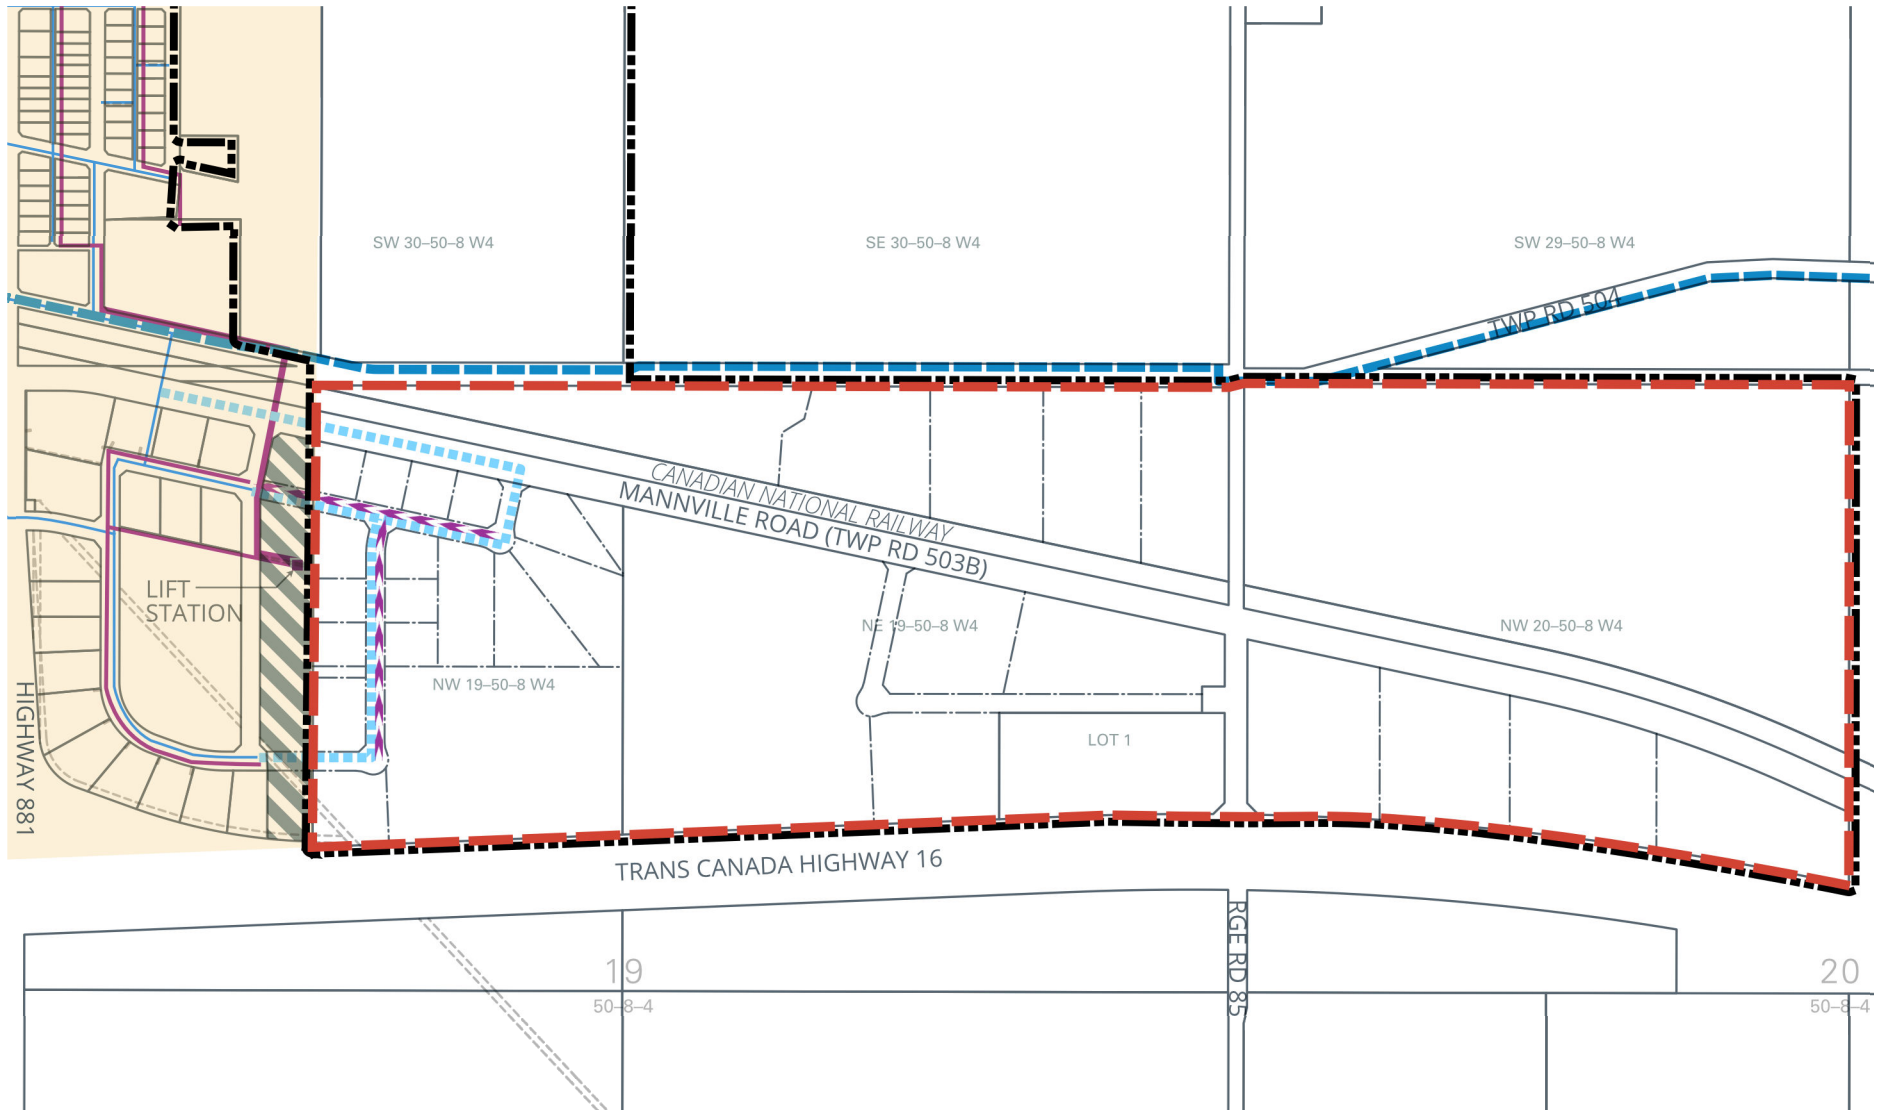 SW 30–50–8 W4
SE 30–50–8 W4
SW 29–50–8 W4
TWP RD 504
CANADIAN NATIONAL RAILWAY
MANNVILLE ROAD (TWP RD 503B)
LIFT
STATION
NE 19–50–8 W4
NW 20–50–8 W4
NW 19–50–8 W4
LOT 1
HIGHWAY 881
TRANS CANADA HIGHWAY 16
RGE RD 85
19
50–8–4
20
50–8–4